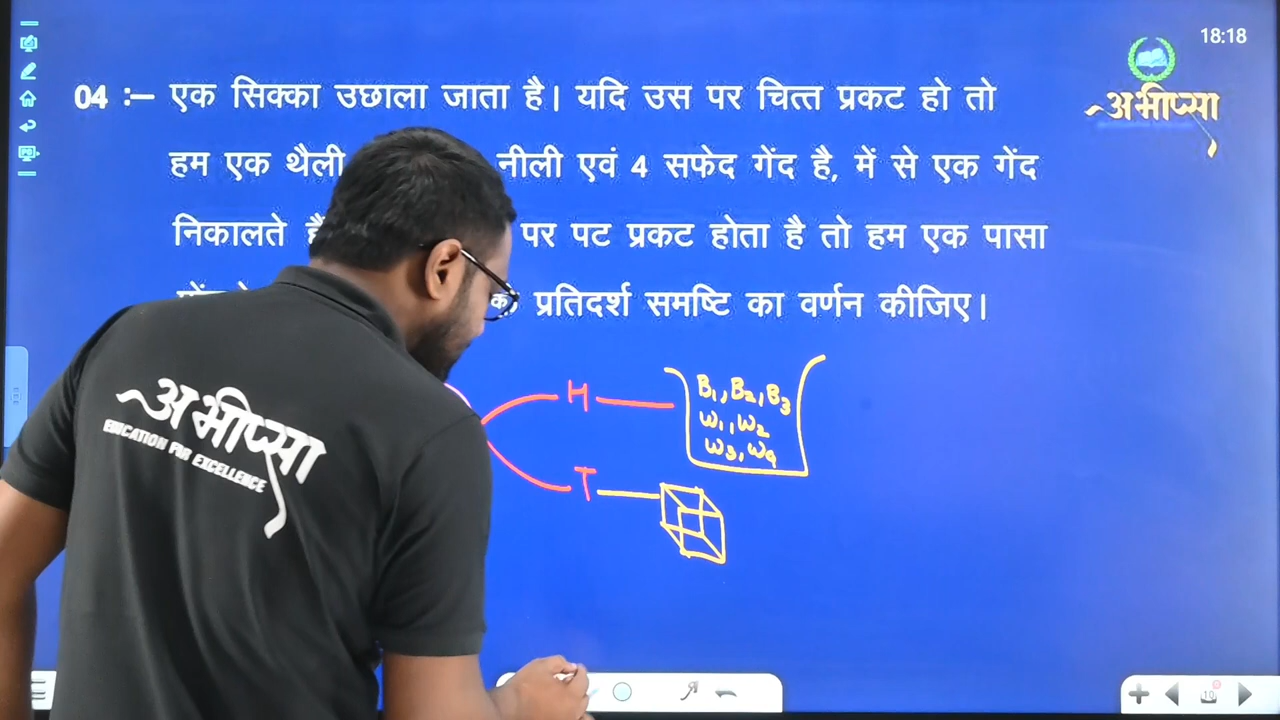 18:18
अभीप्सा
04 :– एक सिक्का उछाला जाता है। यदि उस पर चित्त प्रकट हो तो
हम एक थैली नीली एवं 4 सफेद गेंद है, में से एक गेंद
निकालते पर पट प्रकट होता है तो हम एक पासा
प्रतिदर्श समष्टि का वर्णन कीजिए।
H
B1, B2, B3
W1, W2
W3, W4
T
अभीप्सा
EDUCATION FOR EXCELLENCE
10